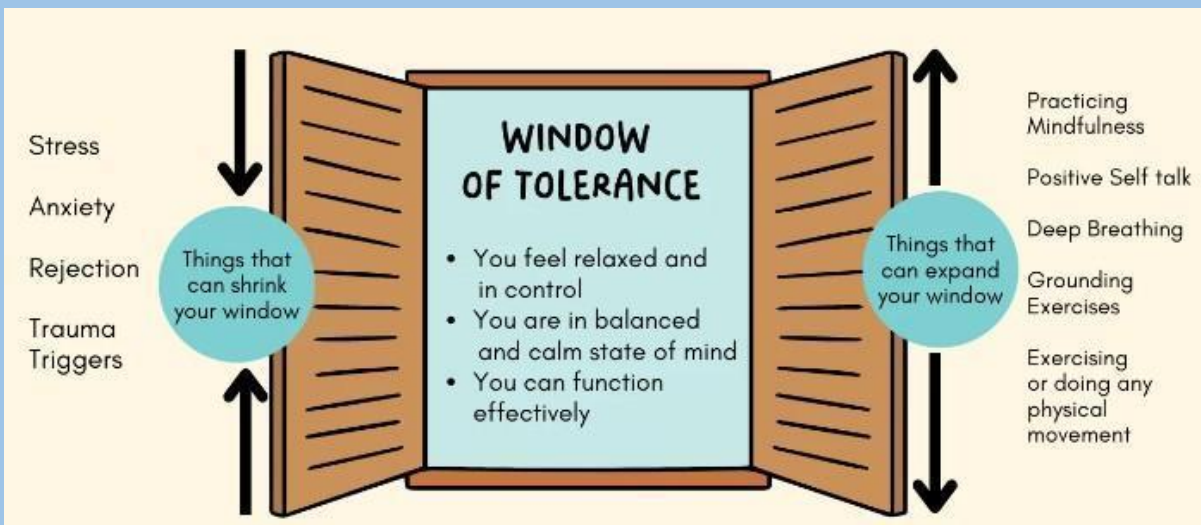 Stress
Anxiety
Rejection
Trauma
Triggers
Things that
can shrink
your window
WINDOW
OF TOLERANCE
• You feel relaxed and
in control
• You are in balanced
and calm state of mind
• You can function
effectively
Things that
can expand
your window
Practicing
Mindfulness
Positive Self talk
Deep Breathing
Grounding
Exercises
Exercising
or doing any
physical
movement